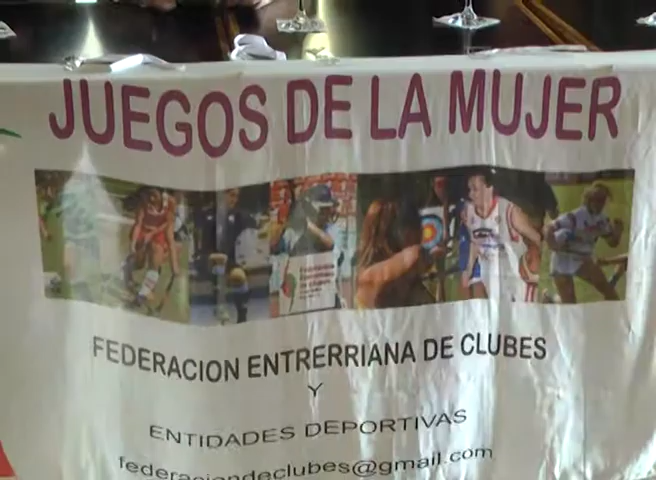 JUEGOS DE LA MUJER
FEDERACION ENTRERRIANA DE CLUBES
Y
ENTIDADES DEPORTIVAS
federaciondeclubes@gmail.com